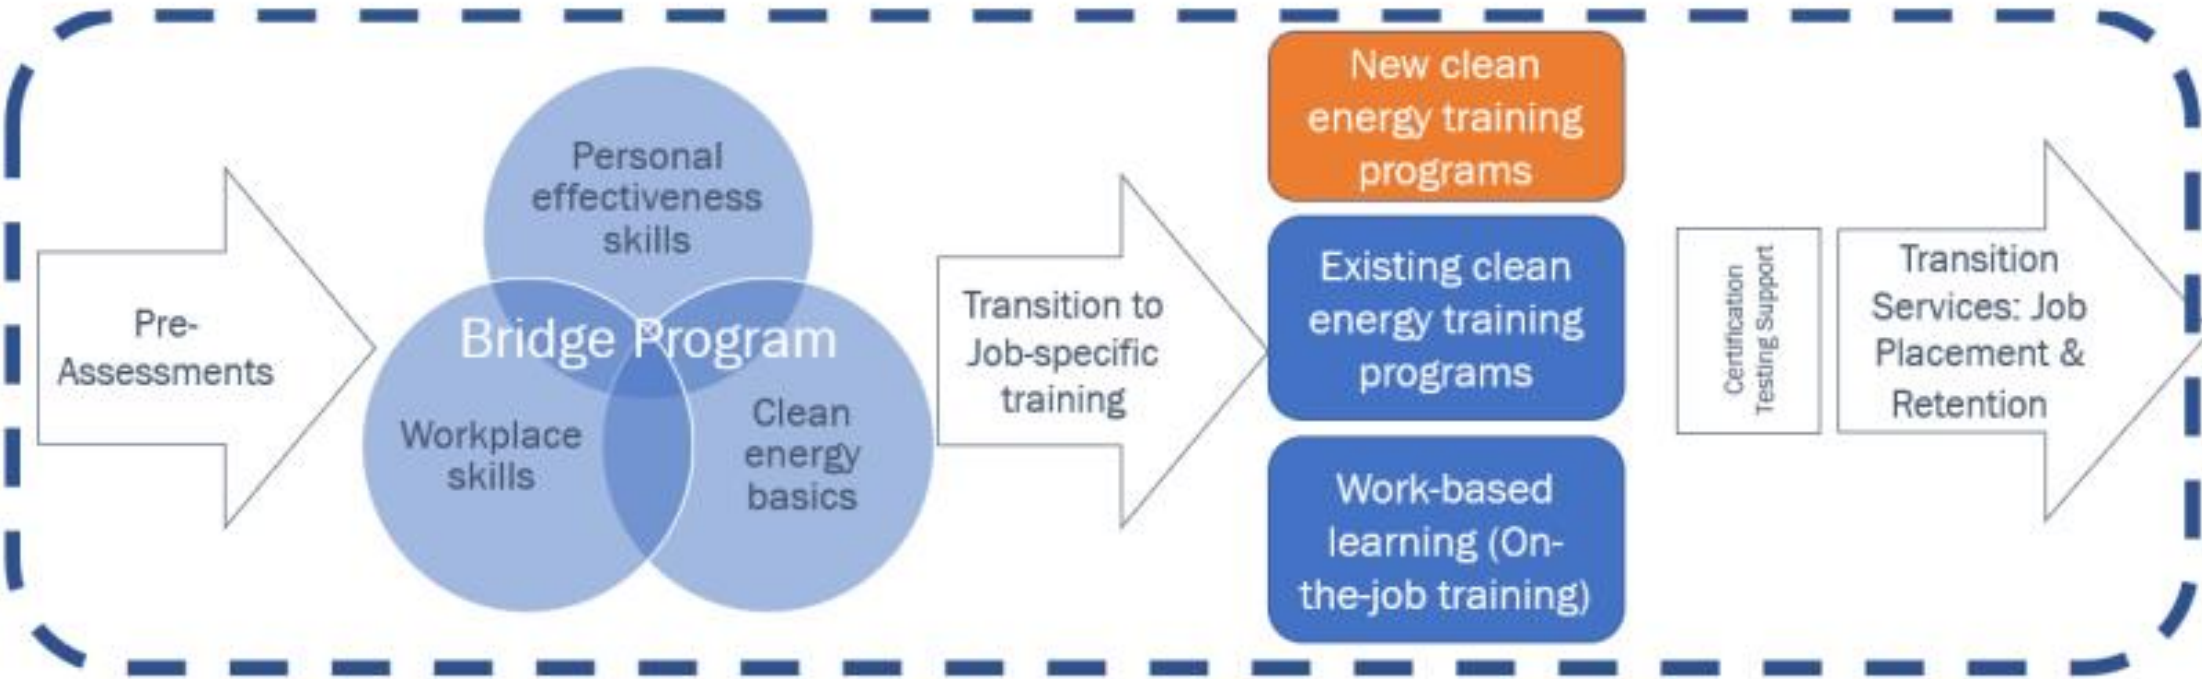 Pre-
Assessments
Personal
effectiveness
skills
Bridge Program
Workplace
skills
Clean
energy
basics
Transition to
Job-specific
training
New clean
energy training
programs
Existing clean
energy training
programs
Work-based
learning (On-
the-job training)
Certification
Testing Support
Transition
Services: Job
Placement &
Retention